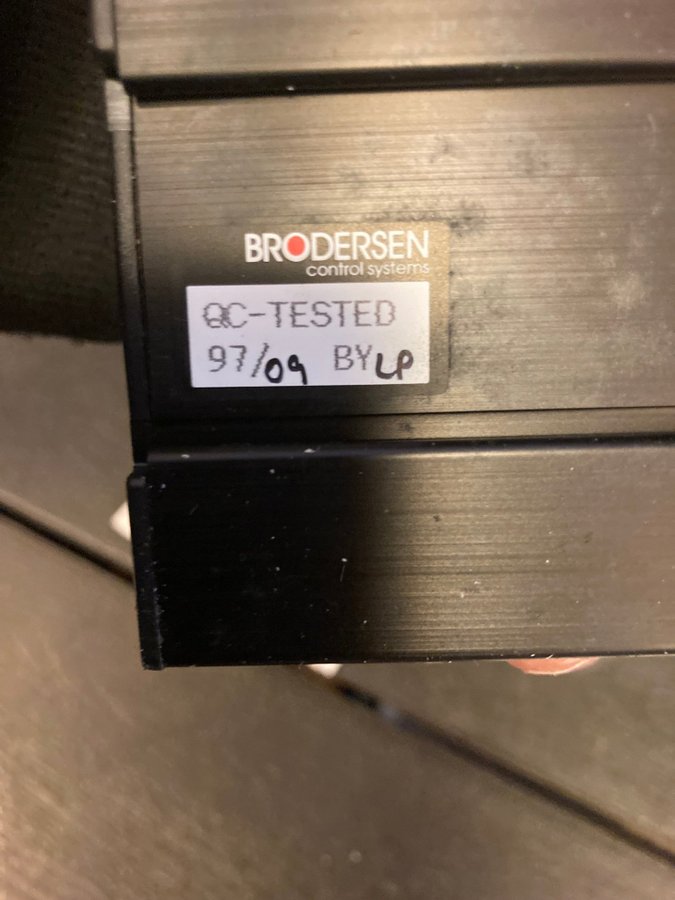 BRODERSEN
control systems
QC-TESTED
97/09 BY LP